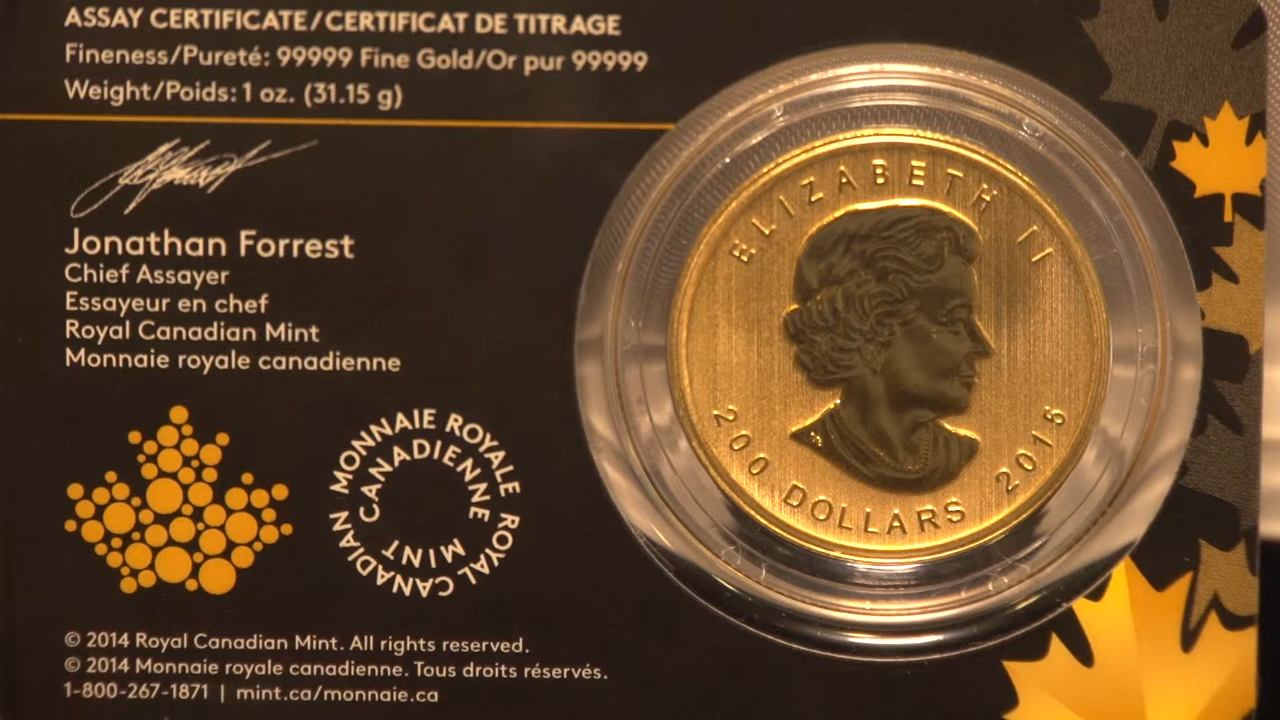 ASSAY CERTIFICATE/CERTIFICAT DE TITRAGE
Fineness/Pureté: 99999 Fine Gold/Or pur 99999
Weight/Poids: 1 oz. (31.15 g)
Jonathan Forrest
Chief Assayer
Essayeur en chef
Royal Canadian Mint
Monnaie royale canadienne
MONNAIE ROYALE CANADIENNE
ROYAL CANADIAN MINT
© 2014 Royal Canadian Mint. All rights reserved.
© 2014 Monnaie royale canadienne. Tous droits réservés.
1-800-267-1871 | mint.ca/monnaie.ca
ELIZABETH II
200 DOLLARS 2015